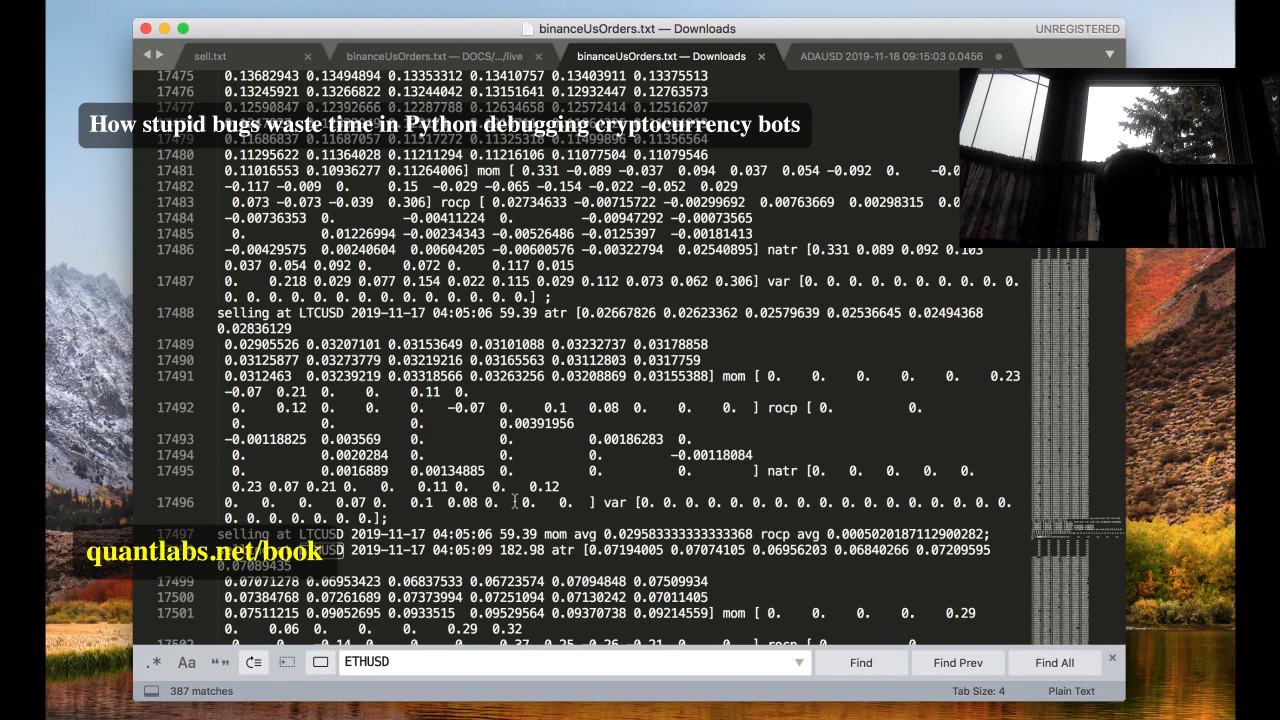 binanceUsOrders.txt — Downloads
UNREGISTERED
sell.txt
binanceUsOrders.txt — DOCS/.../live
binanceUsOrders.txt — Downloads
ADAUSD 2019-11-18 09:15:03 0.0456
17475 0.13682943 0.13494894 0.13353312 0.13410757 0.13403911 0.13375513
17476 0.13245921 0.13266822 0.13244042 0.13151641 0.12932447 0.12763573
17477 0.12590847 0.12392666 0.12287788 0.12634658 0.12572414 0.12516207
How stupid bugs waste time in Python debugging cryptocurrency bots
17479 0.11686837 0.11687057 0.11517272 0.11325318 0.11499896 0.11356564
17480 0.11295622 0.11364028 0.11211294 0.11216106 0.11077504 0.11079546
17481 0.11016553 0.10936277 0.11264006] mom [ 0.331 -0.089 -0.037 0.094 0.037 0.054 -0.092 0.
17482 -0.117 -0.009 0. 0.15 -0.029 -0.065 -0.154 -0.022 -0.052 0.029
17483 0.073 -0.073 -0.039 0.306] rocp [ 0.02734633 -0.00715722 -0.00299692 0.00763669 0.00298315
17484 -0.00736353 0. -0.00411224 0. -0.00947292 -0.00073565
17485 0. 0.01226994 -0.00234343 -0.00526486 -0.0125397 -0.00181413
17486 -0.00429575 0.00240604 0.00604205 -0.00600576 -0.00322794 0.02540895] natr [0.331 0.089 0.092 0.103
0.037 0.054 0.092 0. 0.072 0. 0.117 0.015
17487 0. 0.218 0.029 0.107 0.154 0.022 0.115 0.029 0.112 0.073 0.062 0.306] var [0. 0. 0. 0. 0. 0. 0. 0. 0. 0.
0. 0. 0. 0. 0. 0. 0. 0. 0. 0. 0. 0. 0. 0.] ;
17488 selling at LTCUSD 2019-11-17 04:05:06 59.39 atr [0.02667826 0.02623362 0.02579639 0.02536645 0.02494368
0.02836129
17489 0.02905526 0.03153649 0.03101088 0.03232737 0.03178858
17490 0.03125877 0.03273779 0.03219216 0.03165563 0.03112803 0.0317759
17491 0.0312463 0.03239219 0.03318566 0.03263256 0.03208869 0.03155388] mom [ 0. 0. 0. 0. 0. 0.23
-0.07 0.21 0. 0. 0.11 0.
17492 0. 0.12 0. 0. 0. -0.07 0. 0.1 0.08 0. 0. 0. ] rocp [ 0. 0.
0. 0. 0. 0.00391956
17493 -0.00118825 0.003569 0. 0. 0.00186283 0.
17494 0. 0.0020284 0. 0. 0. -0.00118084
17495 0. 0.0016889 0.00134885 0. 0. 0. ] natr [0. 0. 0. 0. 0.
0.23 0.07 0.21 0. 0. 0.11 0. 0. 0.12
17496 0. 0. 0. 0.07 0. 0.1 0.08 0. 0. 0. ] var [0. 0. 0. 0. 0. 0. 0. 0. 0. 0. 0. 0. 0. 0. 0. 0. 0.
0. 0. 0. 0. 0. 0. 0.];
17497 selling at 04:05:06 59.39 mom avg rocp avg 0.0005020187112900282;
quantlabs.net/book
2019-11-17 04:05:09 182.98 atr [0.07194005 0.07074105 0.06956203 0.06840266 0.07209595
0.07089435
17499 0.07071278 0.06837533 0.06723574 0.07094848 0.07509934
17500 0.07384768 0.07373994 0.07251094 0.07130242 0.07011405
17501 0.07511215 0.0933515 0.09529564 0.09370738 0.09214559] mom [ 0. 0. 0. 0. 0.29
0. 0.06 0. 0. 0. 0.29 0.32
ETHUSD
Find
Find Prev
Find All
387 matches
Tab Size: 4
Plain Text